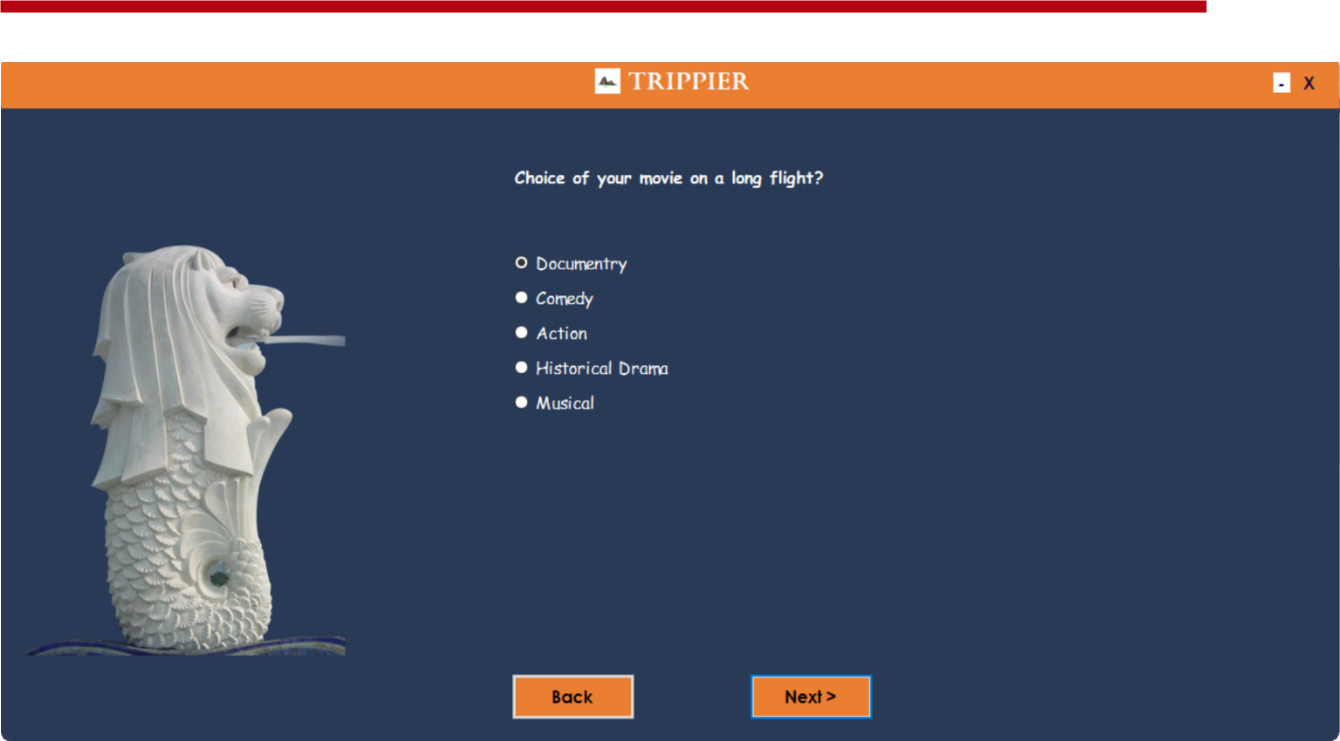 TRIPPIER
- X
Choice of your movie on a long flight?
Documentry
Comedy
Action
Historical Drama
Musical
Back
Next >